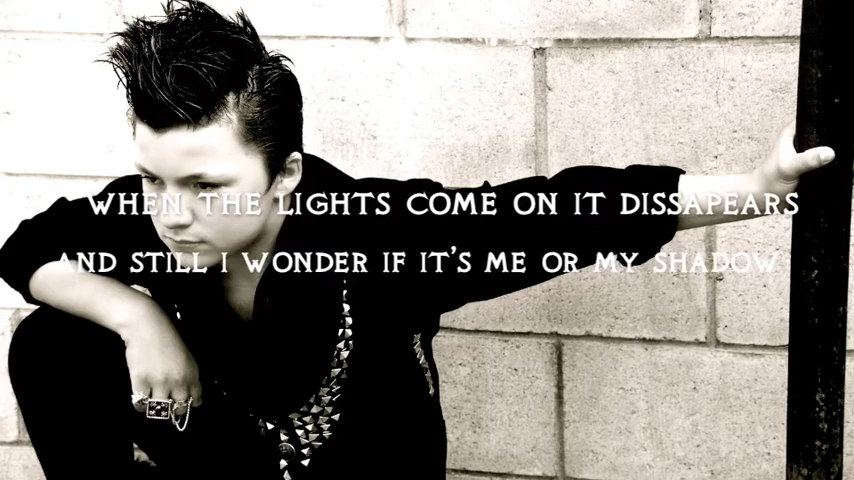 WHEN THE LIGHTS COME ON IT DISSAPEARS
AND STILL I WONDER IF IT'S ME OR MY SHADOW